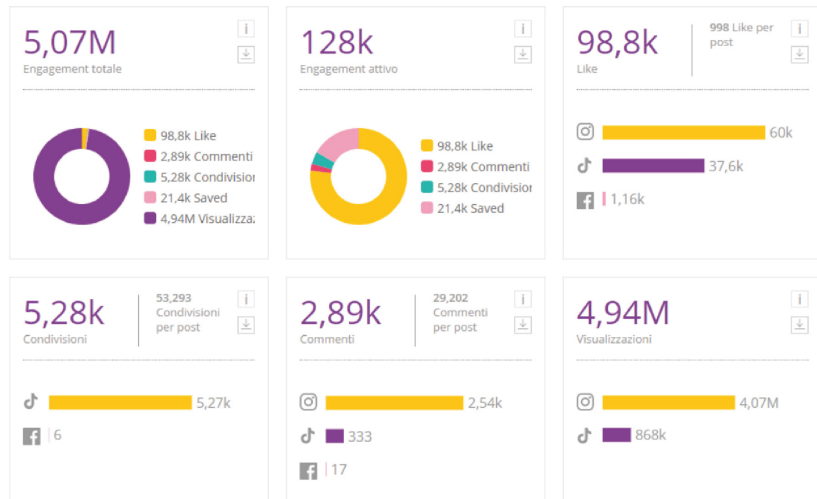 5,07M
Engagement totale
i
98,8k Like
2,89k Commenti
5,28k Condivisior
21,4k Saved
4,94M Visualizza
128k
Engagement attivo
i
98,8k Like
2,89k Commenti
5,28k Condivisior
21,4k Saved
98,8k
Like
998 Like per
post
i
60k
37,6k
1,16k
5,28k
Condivisioni
53,293
Condivisioni
per post
i
5,27k
6
2,89k
Commenti
29,202
Commenti
per post
i
2,54k
333
17
4,94M
Visualizzazioni
i
4,07M
868k